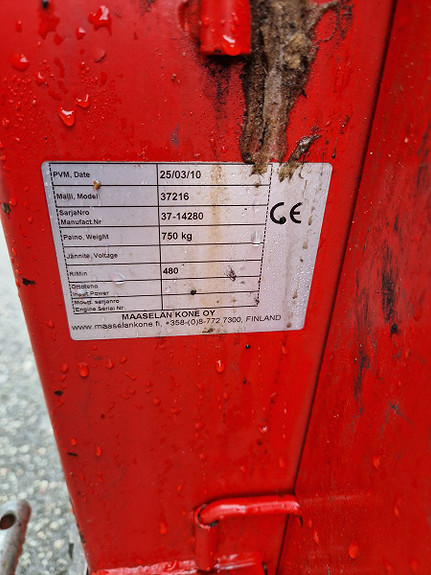 PVM, Date 25/03/10
Malli, Model 37216
SarjaNro 37-14280
Manufact.Nr
Paino, Weight 750 kg
Jännite, Voltage
R/Min 480
Ottoteho
Input Power
Moott. sarjanro
Engine Serial Nr
CE
MAASELÄN KONE OY
www.maaselankone.fi, +358-(0)8-772 7300, FINLAND